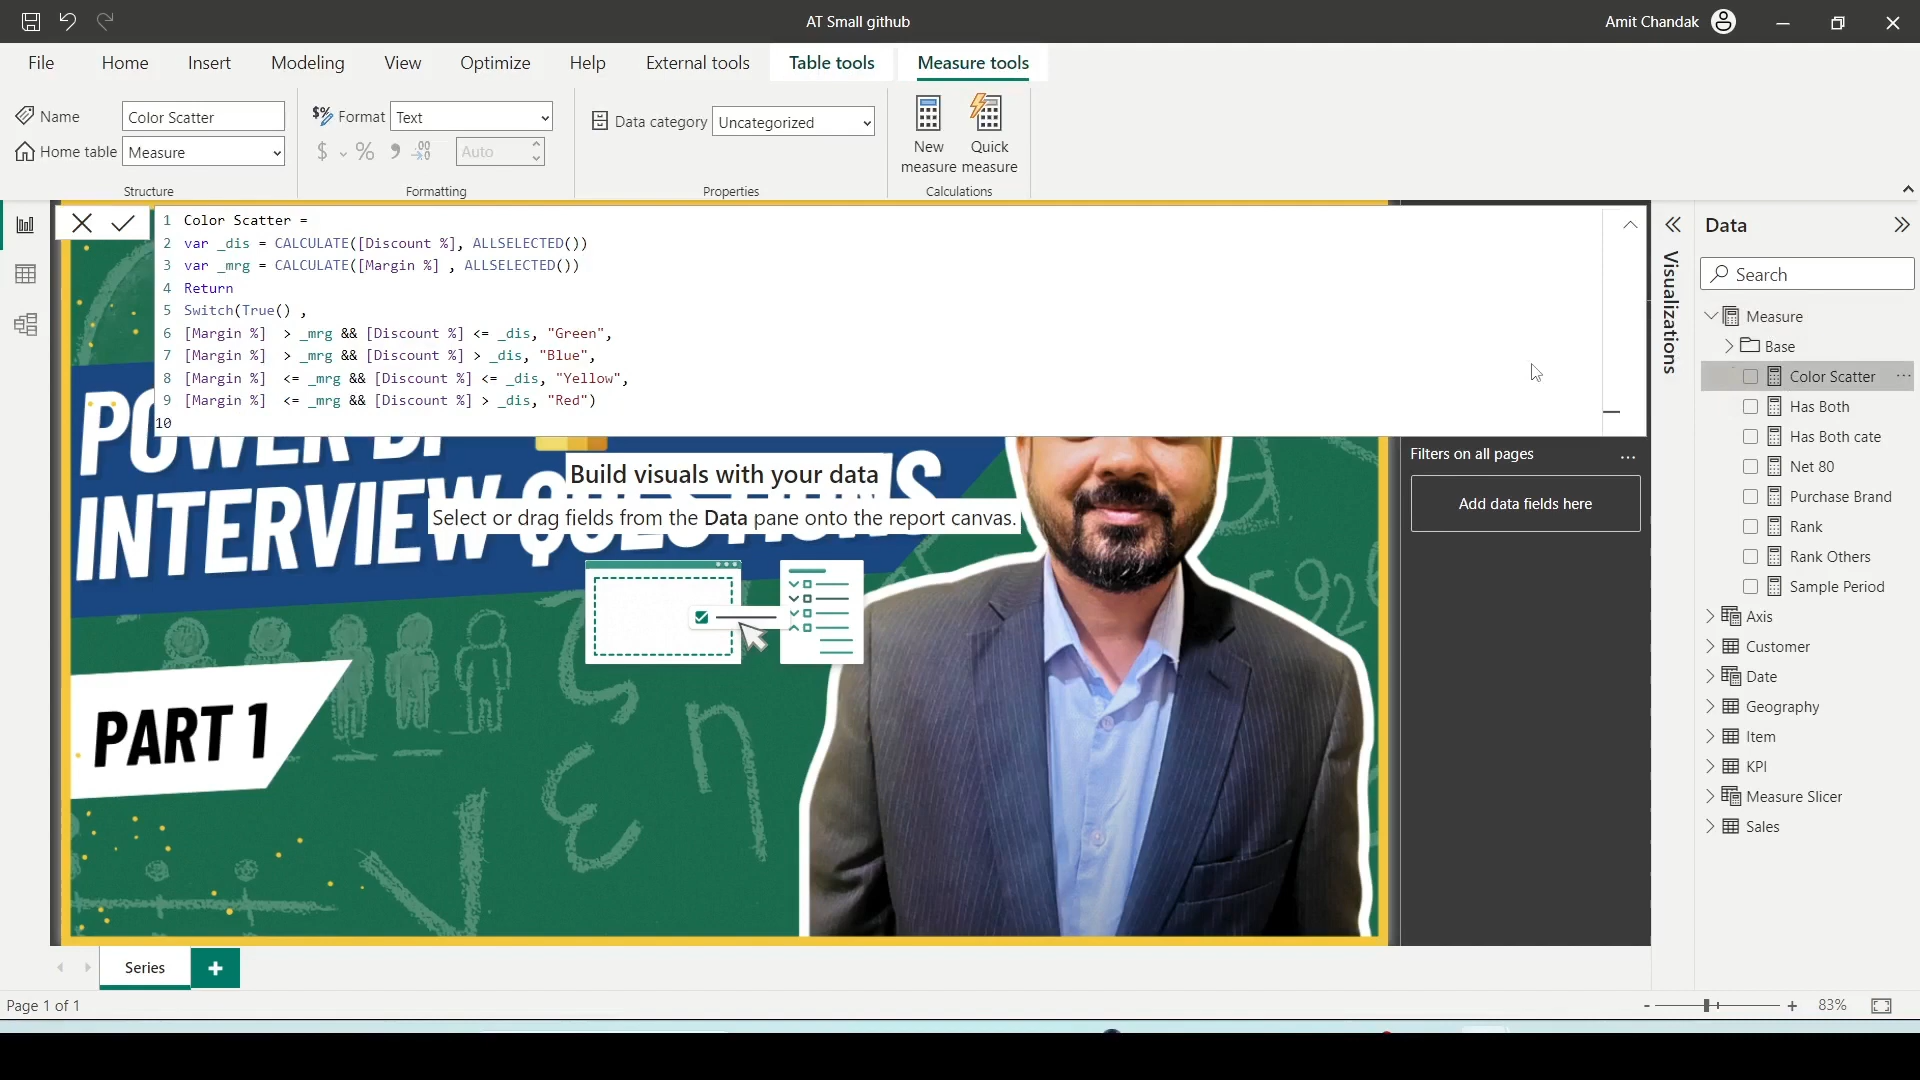 AT Small github
Amit Chandak
File Home Insert Modeling View Optimize Help External tools Table tools Measure tools
Name Color Scatter
Home table Measure
Structure
Format Text
$ % 9 .00
Auto
Formatting
Data category Uncategorized
Properties
New measure
Quick measure
Calculations
1 Color Scatter =
2 var _dis = CALCULATE([Discount %], ALLSELECTED())
3 var _mrg = CALCULATE([Margin %] , ALLSELECTED())
4 Return
5 Switch(True() ,
6 [Margin %] > _mrg && [Discount %] <= _dis, "Green",
7 [Margin %] > _mrg && [Discount %] > _dis, "Blue",
8 [Margin %] <= _mrg && [Discount %] <= _dis, "Yellow",
9 [Margin %] <= _mrg && [Discount %] > _dis, "Red")
10
POWER BI
INTERVIEW QUESTIONS
PART 1
Build visuals with your data
Select or drag fields from the Data pane onto the report canvas.
Filters on all pages
Add data fields here
Visualizations
Data
Search
Measure
Base
Color Scatter
Has Both
Has Both cate
Net 80
Purchase Brand
Rank
Rank Others
Sample Period
Axis
Customer
Date
Geography
Item
KPI
Measure Slicer
Sales
Series
Page 1 of 1
- + 83%